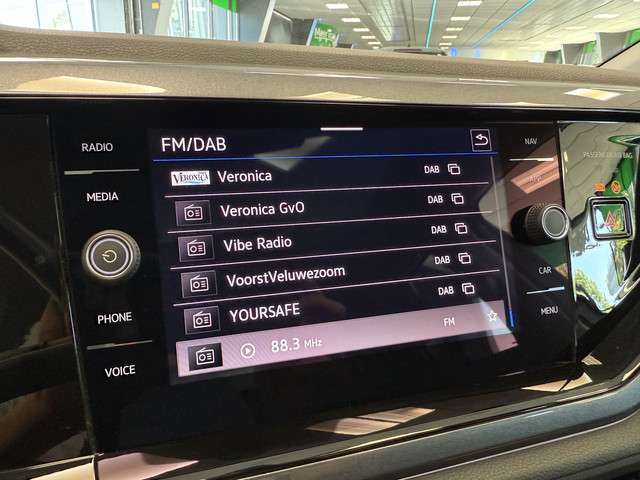 FM/DAB
RADIO
MEDIA
PHONE
VOICE
VERONICA
Veronica DAB
Veronica GvO DAB
Vibe Radio DAB
VoorstVeluwezoom DAB
YOURSAFE DAB
88.3 MHz FM
NAV
CAR
MENU